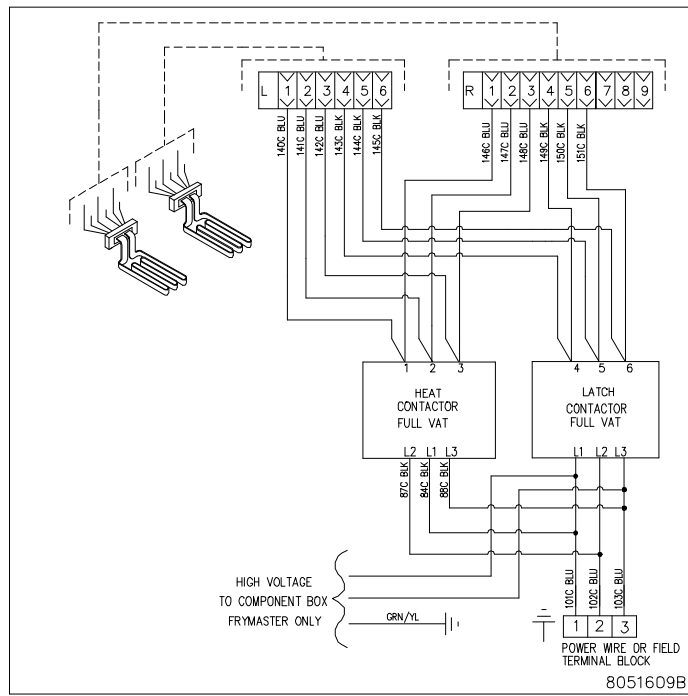 L 1 2 3 4 5 6
R 1 2 3 4 5 6 7 8 9
140C BLU
141C BLU
142C BLU
143C BLK
144C BLK
145C BLK
146C BLU
147C BLU
148C BLU
149C BLK
150C BLK
151C BLK
1 2 3
HEAT
CONTACTOR
FULL VAT
L2 L1 L3
4 5 6
LATCH
CONTACTOR
FULL VAT
L1 L2 L3
87C BLK
84C BLK
88C BLK
HIGH VOLTAGE
TO COMPONENT BOX
FRYMASTER ONLY
GRN/YL
101C BLU
102C BLU
103C BLU
1 2 3
POWER WIRE OR FIELD
TERMINAL BLOCK
8051609B